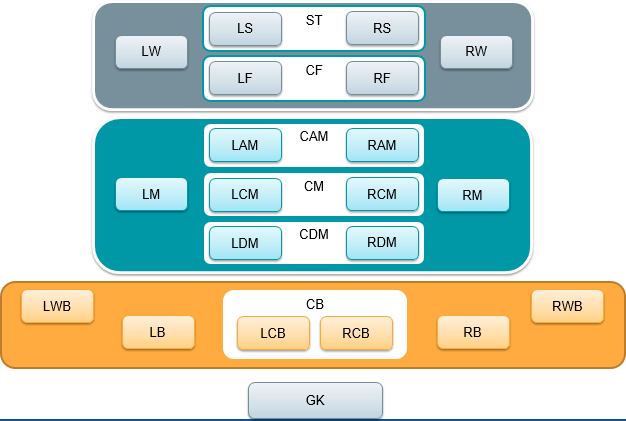 LS ST RS
LW RW
LF CF RF
LAM CAM RAM
LM LCM CM RCM RM
LDM CDM RDM
LWB CB RWB
LB LCB RCB RB
GK